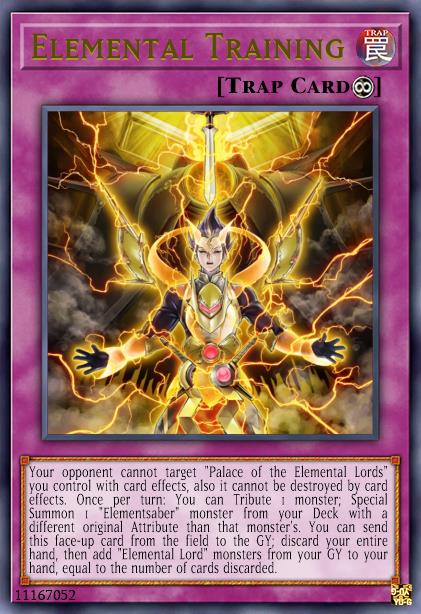 ELEMENTAL TRAINING
TRAP
罠
[TRAP CARD]
Your opponent cannot target "Palace of the Elemental Lords"
you control with card effects, also it cannot be destroyed by card
effects. Once per turn: You can Tribute 1 monster; Special
Summon 1 "Elementsaber" monster from your Deck with a
different original Attribute than that monster's. You can send
this face-up card from the field to the GY; discard your entire
hand, then add "Elemental Lord" monsters from your GY to your
hand, equal to the number of cards discarded.
11167052